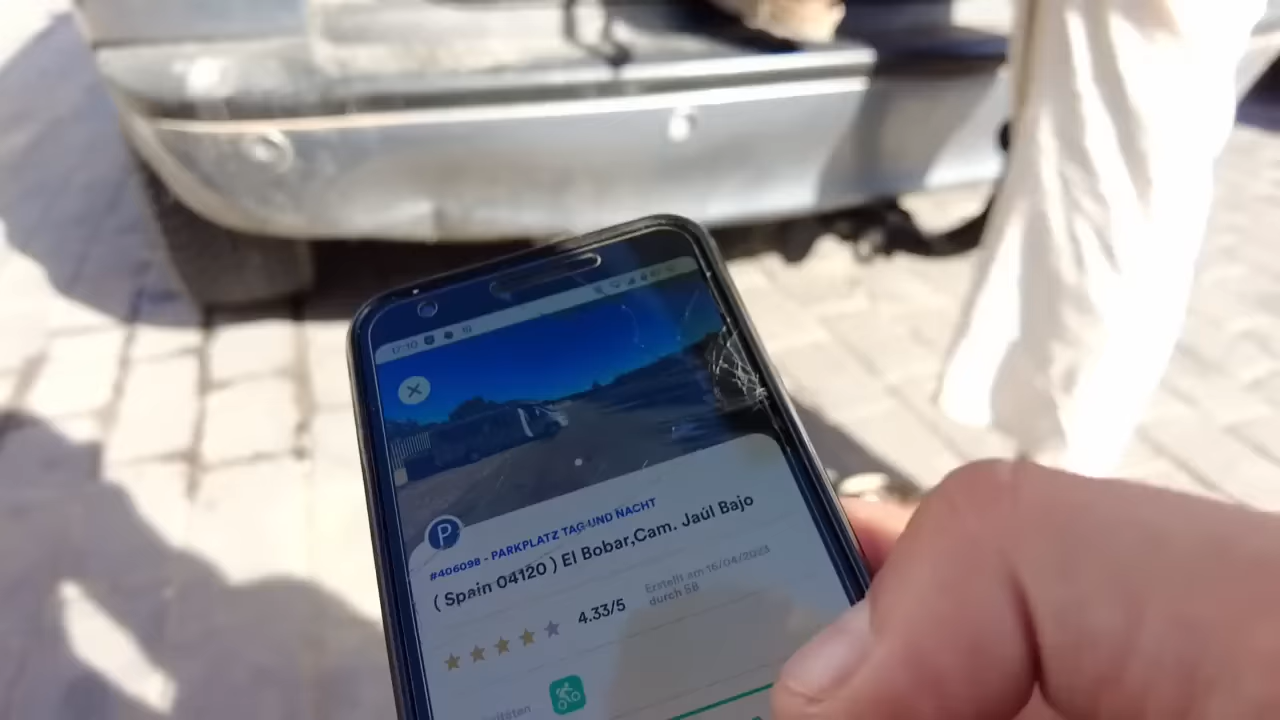 17:10
P
#406098 - PARKPLATZ TAG UND NACHT
( Spain 04120 ) El Bobar,Cam. Jaúl Bajo
4.33/5
Erstellt am 16/04/2023
durch SB